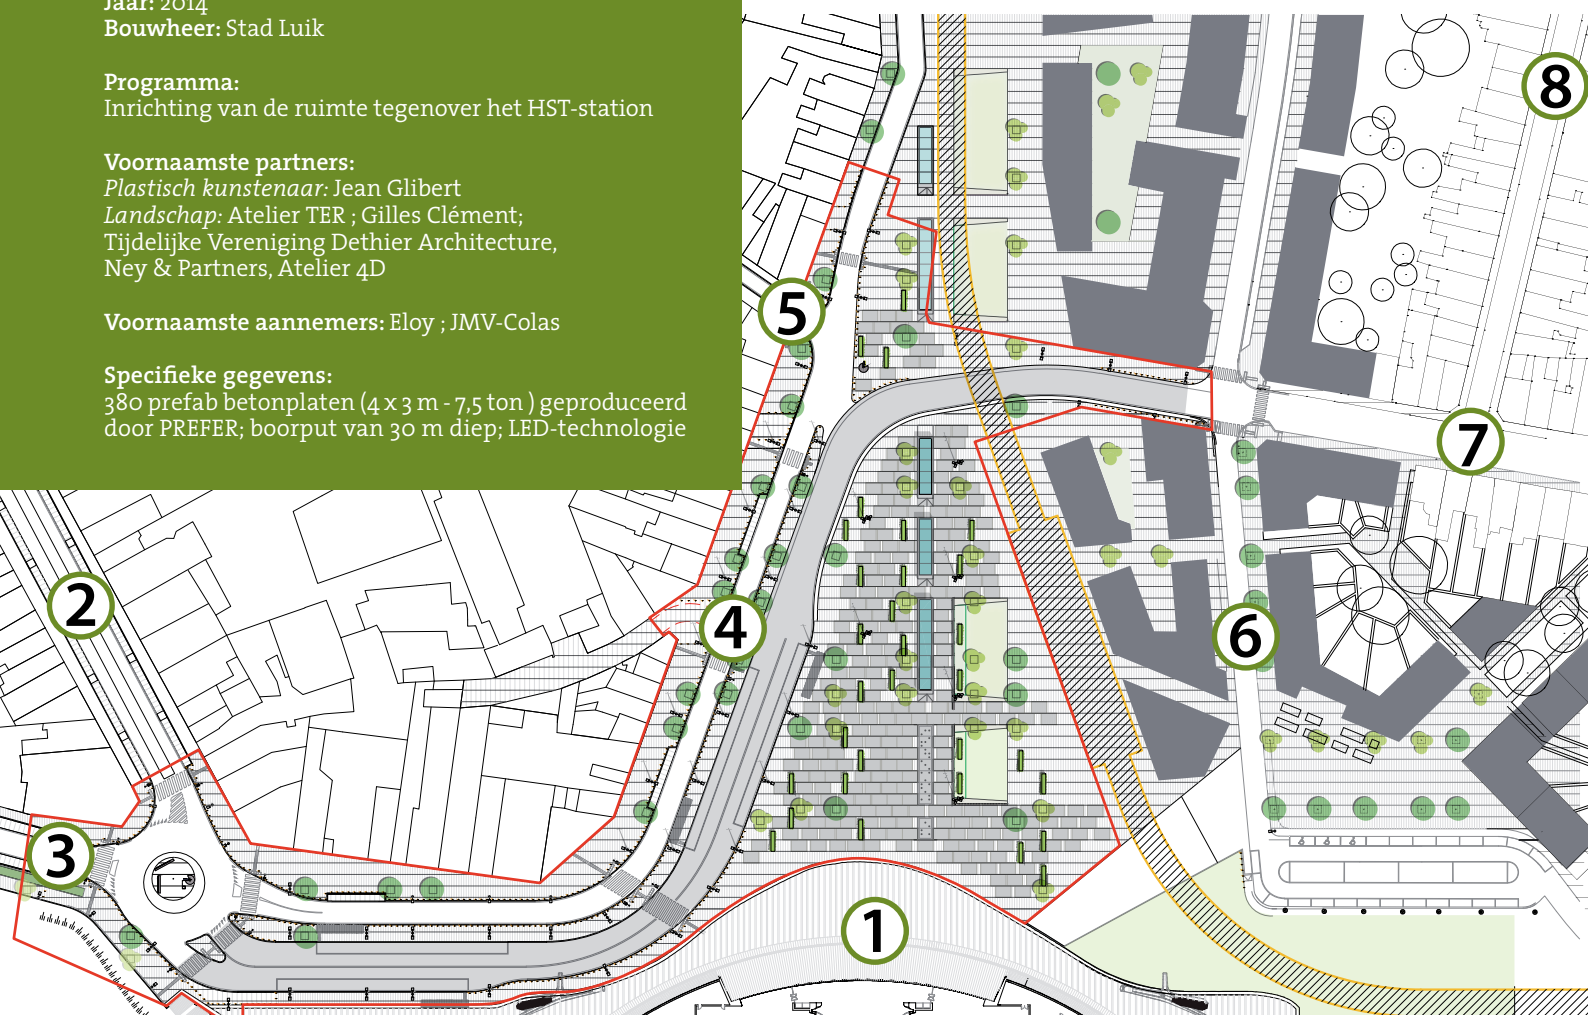 Jaar: 2014
Bouwheer: Stad Luik
Programma:
Inrichting van de ruimte tegenover het HST-station
Voornaamste partners:
Plastisch kunstenaar: Jean Glibert
Landschap: Atelier TER ; Gilles Clément;
Tijdelijke Vereniging Dethier Architecture,
Ney & Partners, Atelier 4D
Voornaamste aannemers: Eloy ; JMV-Colas
Specifieke gegevens:
380 prefab betonplaten (4 x 3 m - 7,5 ton ) geproduceerd
door PREFER; boorput van 30 m diep; LED-technologie
8
5
7
2
4
6
3
1